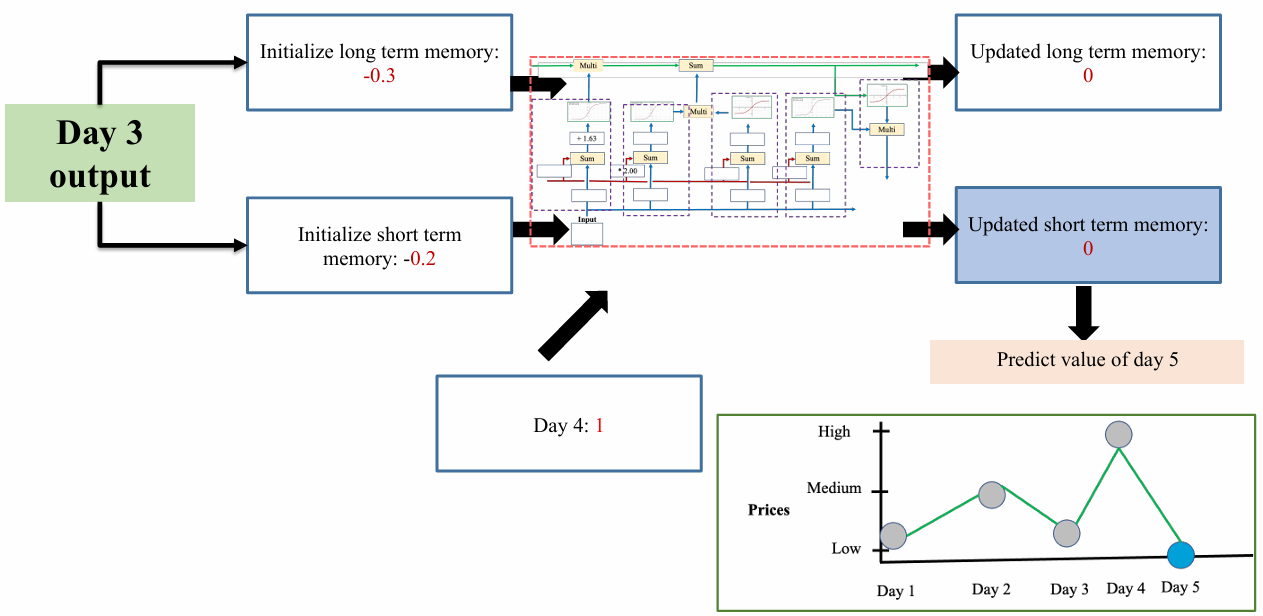 Day 3
output
Initialize long term memory:
-0.3
Initialize short term
memory: -0.2
Multi
Sum
Multi
+ 1.63
Sum
Sum
Sum
Sum
Multi
* 2.00
Input
Updated long term memory:
0
Updated short term memory:
0
Predict value of day 5
Day 4: 1
High
Medium
Prices
Low
Day 1
Day 2
Day 3
Day 4
Day 5